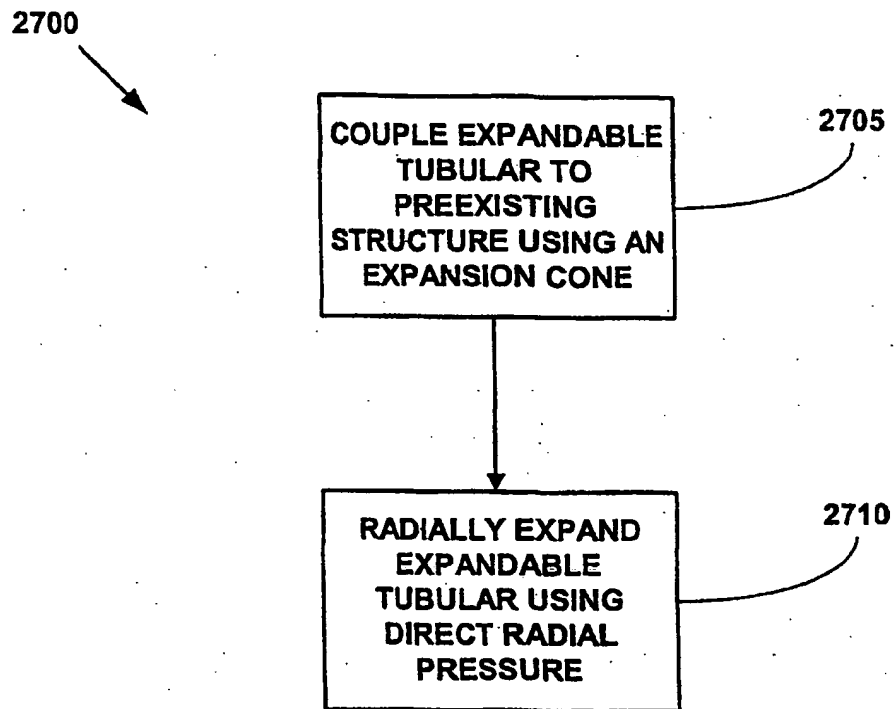 2700
COUPLE EXPANDABLE
TUBULAR TO
PREEXISTING
STRUCTURE USING AN
EXPANSION CONE
2705
RADIALLY EXPAND
EXPANDABLE
TUBULAR USING
DIRECT RADIAL
PRESSURE
2710